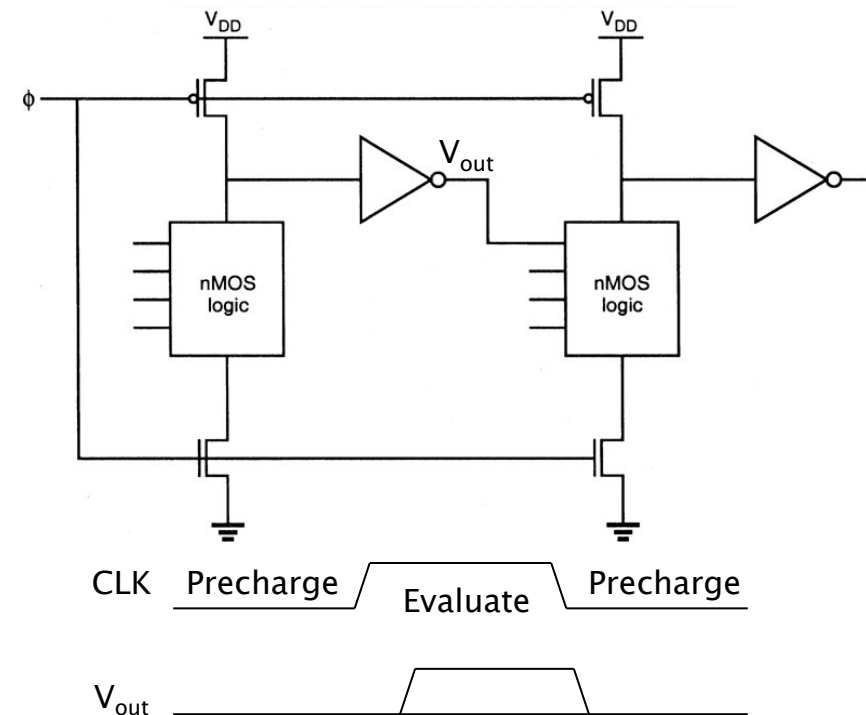 V_DD V_DD
ϕ
V_out
nMOS nMOS
logic logic
CLK Precharge Evaluate Precharge
V_out